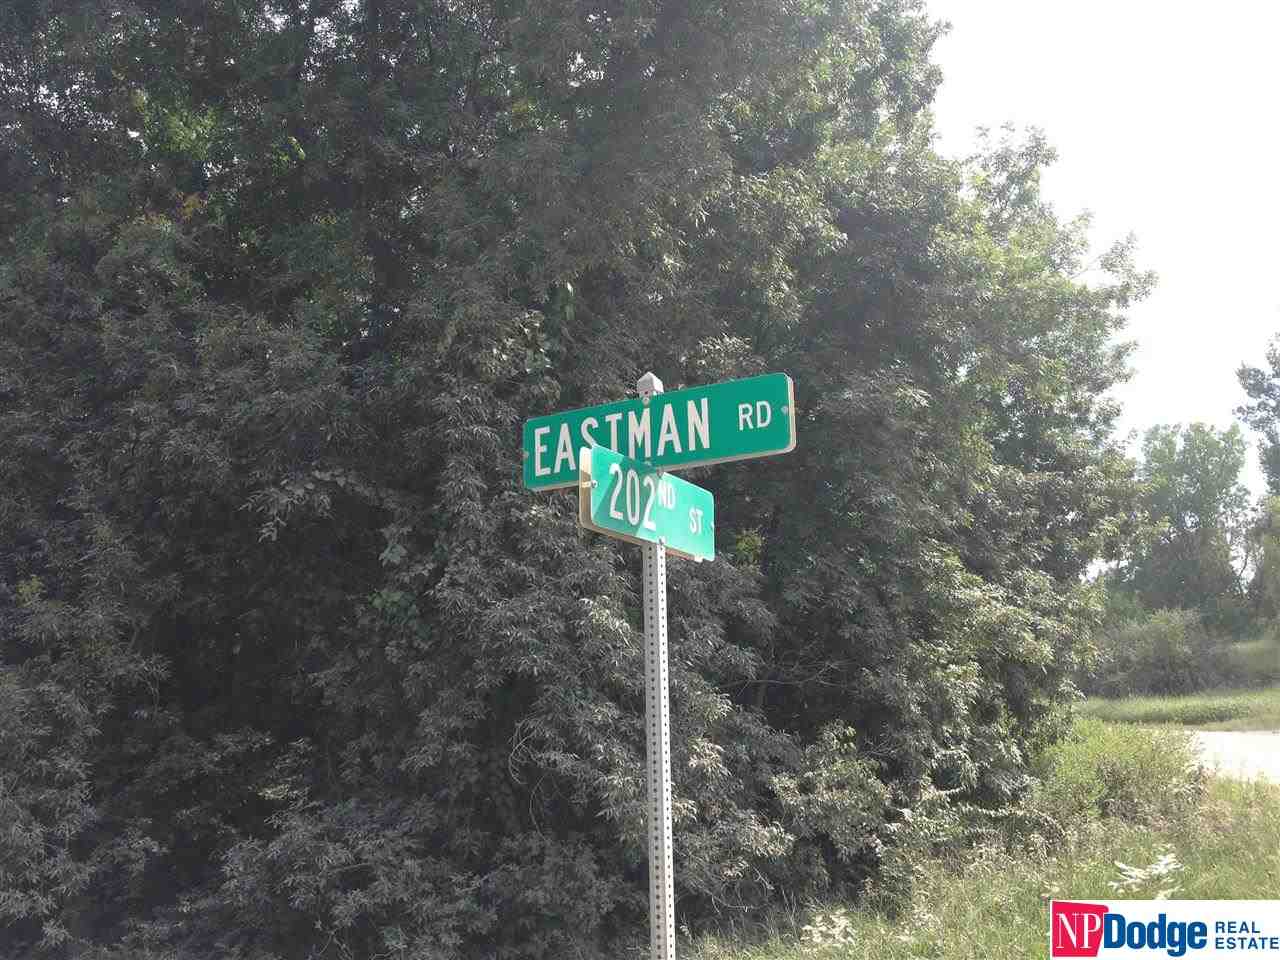 EASTMAN RD
202ND ST
NPDodge REAL ESTATE